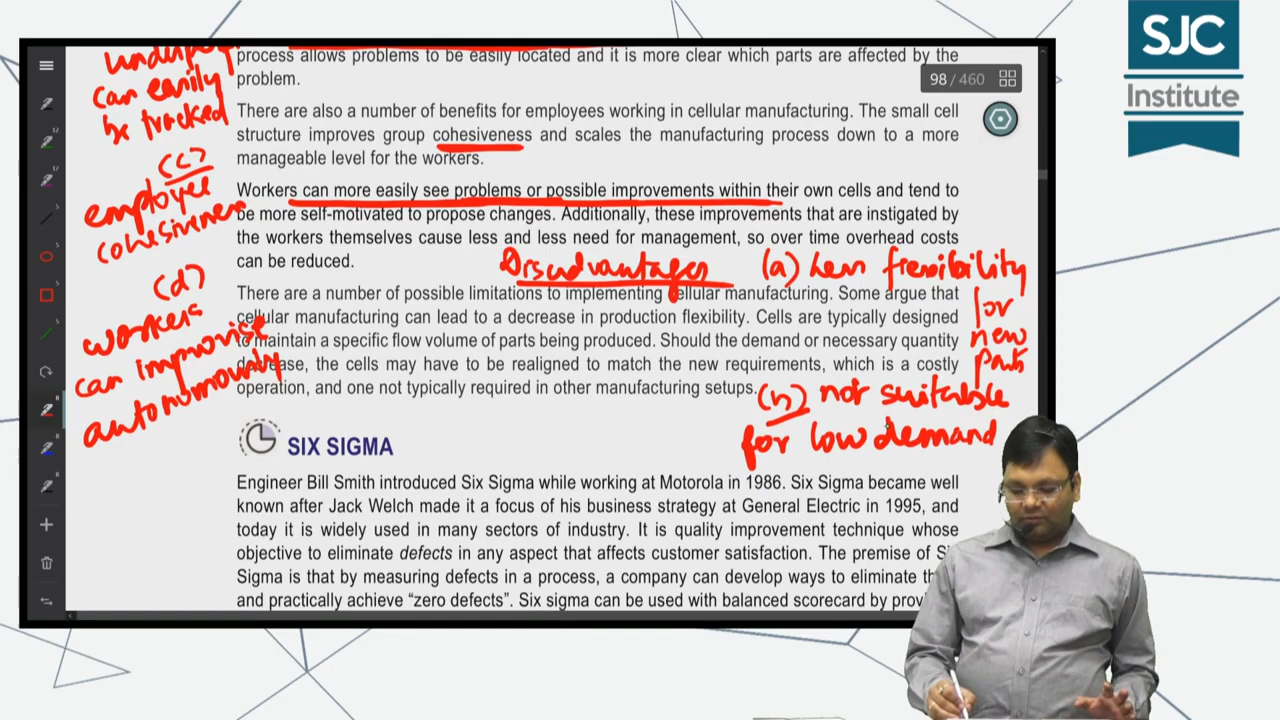 SJC
Institute
98 / 460
can easily
be tracked
(c)
employee
cohesiveness
(d)
workers
can improvise
autonomously
process allows problems to be easily located and it is more clear which parts are affected by the
problem.
There are also a number of benefits for employees working in cellular manufacturing. The small cell
structure improves group cohesiveness and scales the manufacturing process down to a more
manageable level for the workers.
Workers can more easily see problems or possible improvements within their own cells and tend to
be more self-motivated to propose changes. Additionally, these improvements that are instigated by
the workers themselves cause less and less need for management, so over time overhead costs
can be reduced.
Disadvantages
(a) Less flexibility
for
new
parts
There are a number of possible limitations to implementing cellular manufacturing. Some argue that
cellular manufacturing can lead to a decrease in production flexibility. Cells are typically designed
to maintain a specific flow volume of parts being produced. Should the demand or necessary quantity
decrease, the cells may have to be realigned to match the new requirements, which is a costly
operation, and one not typically required in other manufacturing setups.
(b) not suitable
for low demand
SIX SIGMA
Engineer Bill Smith introduced Six Sigma while working at Motorola in 1986. Six Sigma became well
known after Jack Welch made it a focus of his business strategy at General Electric in 1995, and
today it is widely used in many sectors of industry. It is quality improvement technique whose
objective to eliminate defects in any aspect that affects customer satisfaction. The premise of S
Sigma is that by measuring defects in a process, a company can develop ways to eliminate th
and practically achieve “zero defects”. Six sigma can be used with balanced scorecard by provi